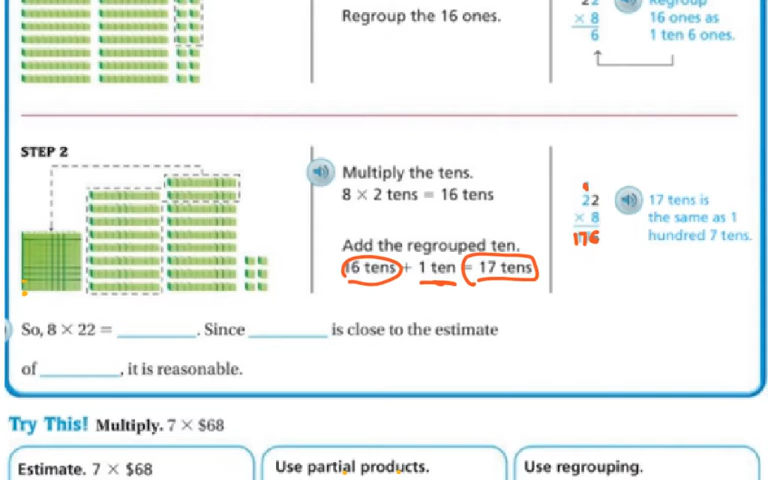 Regroup the 16 ones.
22
× 8
6
Regroup
16 ones as
1 ten 6 ones.
STEP 2
Multiply the tens.
8 × 2 tens = 16 tens
Add the regrouped ten.
16 tens + 1 ten = 17 tens
1
22
× 8
176
17 tens is
the same as 1
hundred 7 tens.
So, 8 × 22 = ________. Since ________ is close to the estimate
of ________, it is reasonable.
Try This! Multiply. 7 × $68
Estimate. 7 × $68
Use partial products.
Use regrouping.